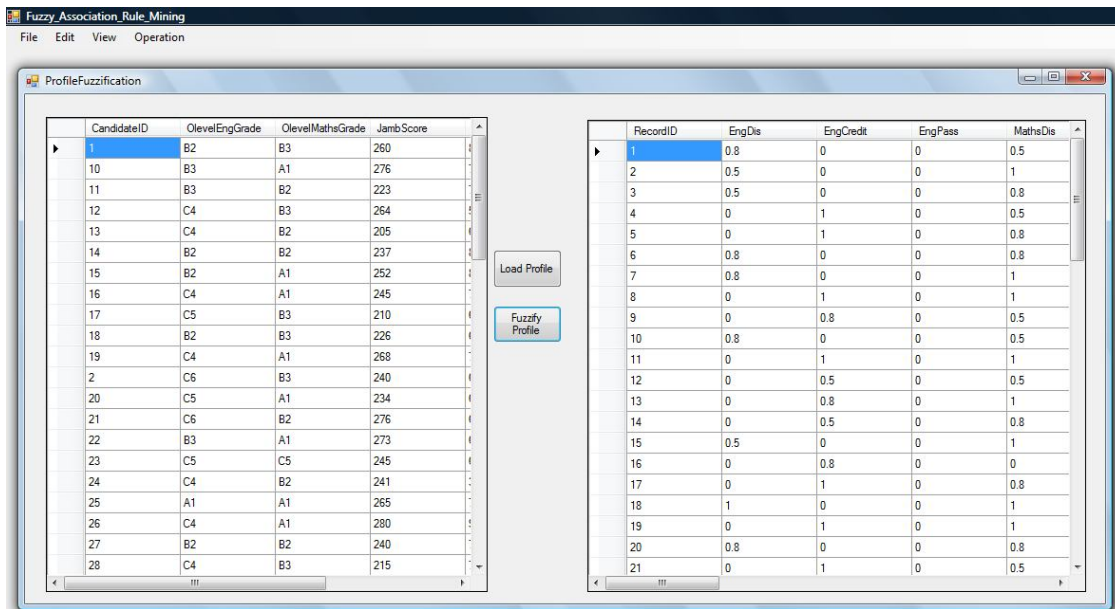 Fuzzy_Association_Rule_Mining
File Edit View Operation
ProfileFuzzification
CandidateID OlevelEngGrade OlevelMathsGrade JambScore
1 B2 B3 260
10 B3 A1 276
11 B3 B2 223
12 C4 B3 264
13 C4 B2 205
14 B2 B2 237
15 B2 A1 252
16 C4 A1 245
17 C5 B3 210
18 B2 B3 226
19 C4 A1 268
2 C6 B3 240
20 C5 A1 234
21 C6 B2 276
22 B3 A1 273
23 C5 C5 245
24 C4 B2 241
25 A1 A1 265
26 C4 A1 280
27 B2 B2 240
28 C4 B3 215
Load Profile
Fuzzify
Profile
RecordID EngDis EngCredit EngPass MathsDis
1 0.8 0 0 0.5
2 0.5 0 0 1
3 0.5 0 0 0.8
4 0 1 0 0.5
5 0 1 0 0.8
6 0.8 0 0 0.8
7 0.8 0 0 1
8 0 1 0 1
9 0 0.8 0 0.5
10 0.8 0 0 0.5
11 0 1 0 1
12 0 0.5 0 0.5
13 0 0.8 0 1
14 0 0.5 0 0.8
15 0.5 0 0 1
16 0 0.8 0 0
17 0 1 0 0.8
18 1 0 0 1
19 0 1 0 1
20 0.8 0 0 0.8
21 0 1 0 0.5